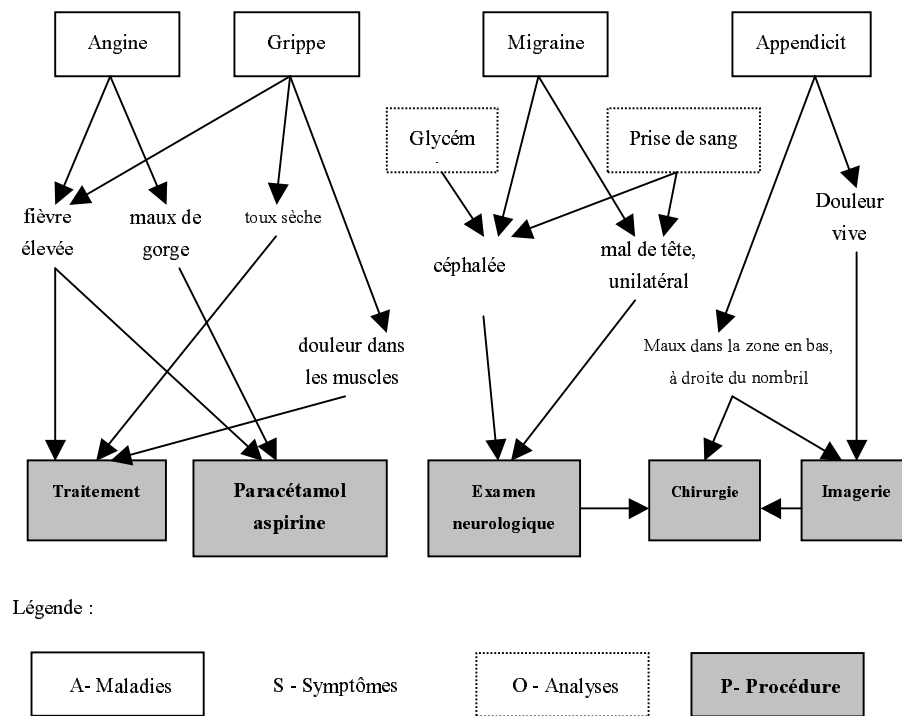 Angine
Grippe
Migraine
Appendicit
Glycém
.
Prise de sang
fièvre
élevée
maux de
gorge
toux sèche
céphalée
mal de tête,
unilatéral
Douleur
vive
douleur dans
les muscles
Maux dans la zone en bas,
à droite du nombril
Traitement
Paracétamol
aspirine
Examen
neurologique
Chirurgie
Imagerie
Légende :
A- Maladies
S - Symptômes
O - Analyses
P- Procédure